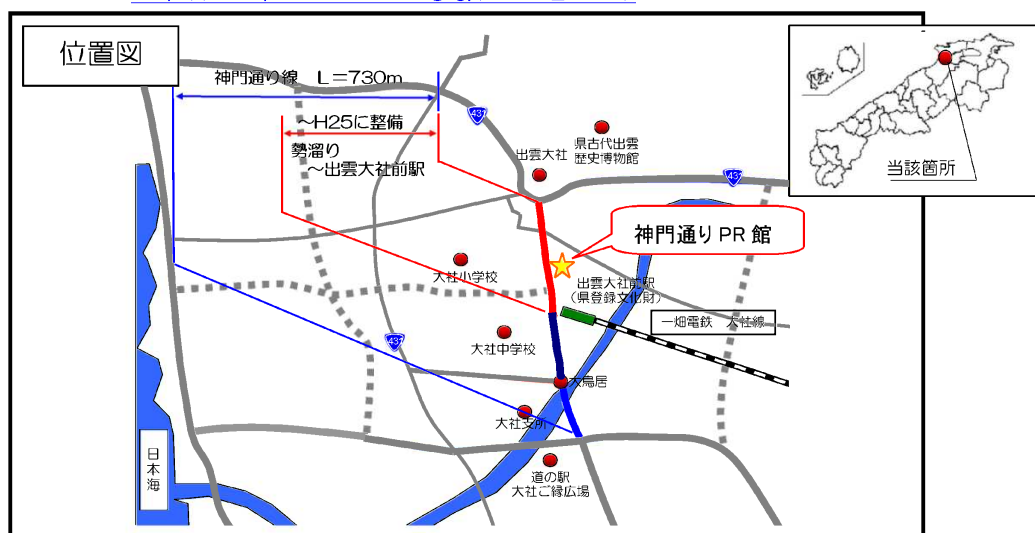 位置図
神門通り線　L=730m
～H25に整備
勢溜り
～出雲大社前駅
431
出雲大社
県古代出雲
歴史博物館
431
当該箇所
神門通りPR館
大社小学校
出雲大社前駅
(県登録文化財)
一畑電鉄　大社線
大社中学校
431
大鳥居
大社支所
日本海
道の駅
大社ご縁広場